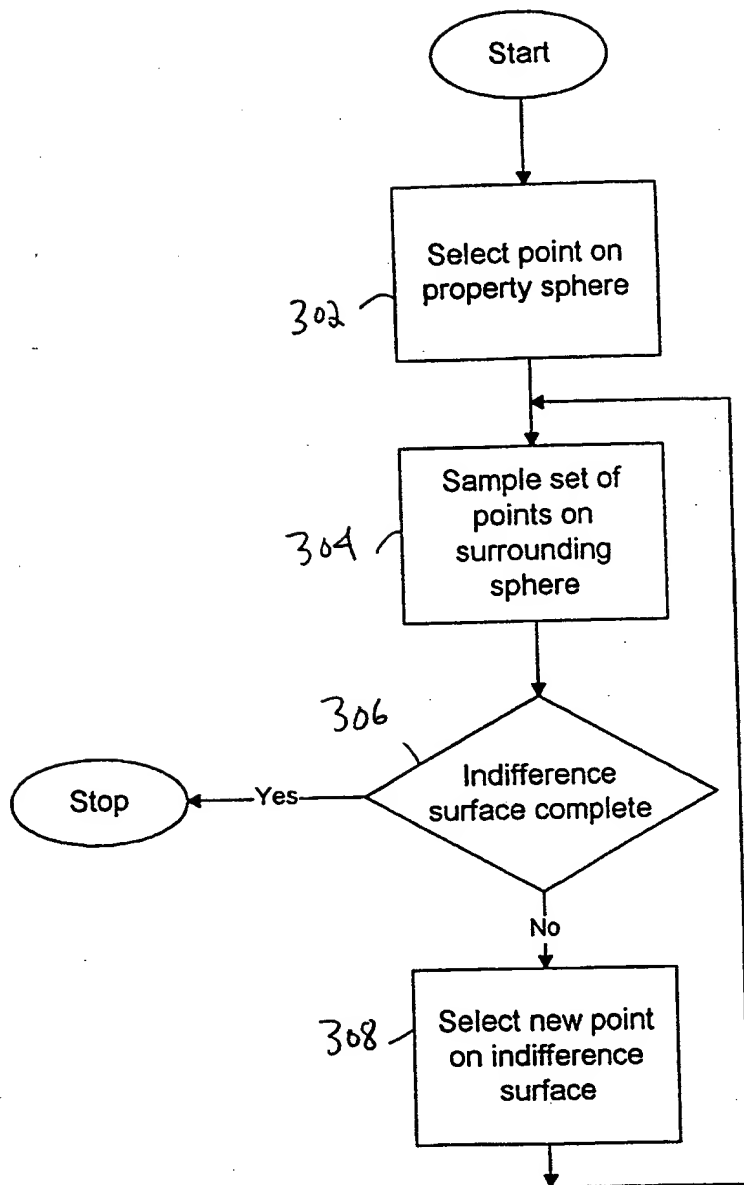 Start
Select point on
property sphere
302
Sample set of
points on
surrounding
sphere
304
306
Indifference
surface complete
Yes
Stop
No
Select new point
on indifference
surface
308